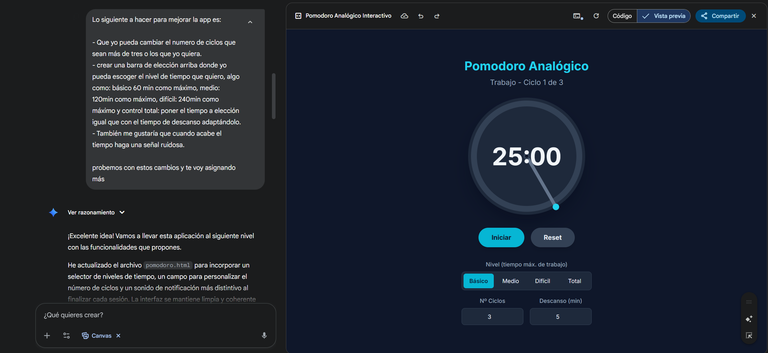 Lo siguiente a hacer para mejorar la app es:
- Que yo pueda cambiar el numero de ciclos que
sean más de tres o los que yo quiera.
- crear una barra de elección arriba donde yo
pueda escoger el nivel de tiempo que quiero, algo
como: básico 60 min como máximo, medio:
120min como máximo, difícil: 240min como
máximo y control total: poner el tiempo a elección
igual que con el tiempo de descanso adaptándolo.
- También me gustaría que cuando acabe el
tiempo haga una señal ruidosa.
probemos con estos cambios y te voy asignando
más
Ver razonamiento
¡Excelente idea! Vamos a llevar esta aplicación al siguiente nivel
con las funcionalidades que propones.
He actualizado el archivo pomodoro.html para incorporar un
selector de niveles de tiempo, un campo para personalizar el
número de ciclos y un sonido de notificación más distintivo al
finalizar cada sesión. La interfaz se mantiene limpia y coherente
¿Qué quieres crear?
Canvas
Pomodoro Analógico Interactivo
Código
Vista previa
Compartir
Pomodoro Analógico
Trabajo - Ciclo 1 de 3
25:00
Iniciar
Reset
Nivel (tiempo máx. de trabajo)
Básico
Medio
Difícil
Total
Nº Ciclos
Descanso (min)
3
5